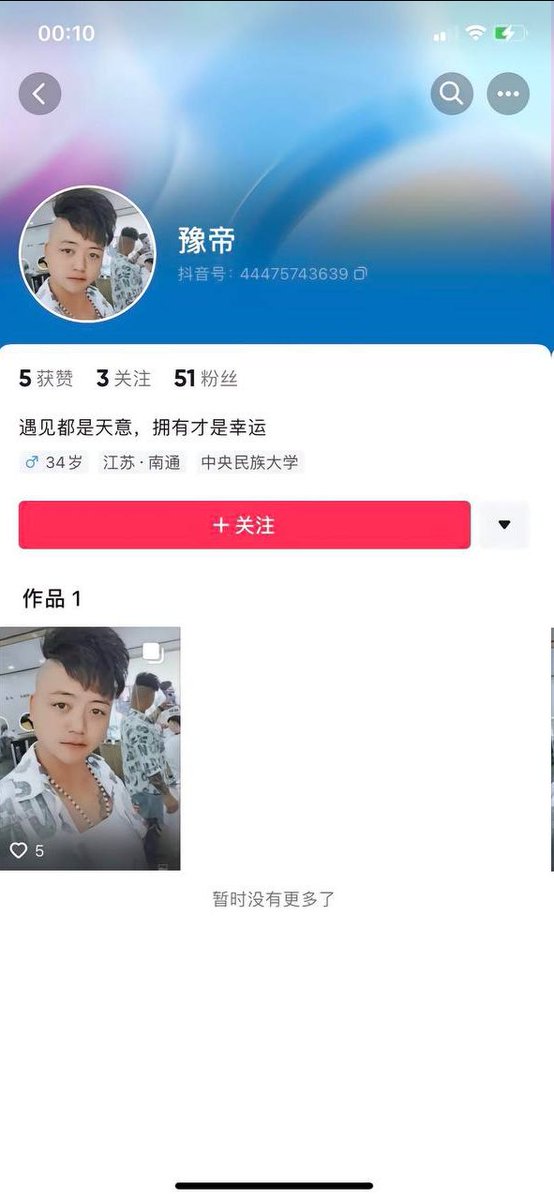 00:10
豫帝
抖音号：44475743639
5 获赞 3 关注 51 粉丝
遇见都是天意，拥有才是幸运
♂ 34岁 江苏·南通 中央民族大学
＋关注
作品 1
5
暂时没有更多了